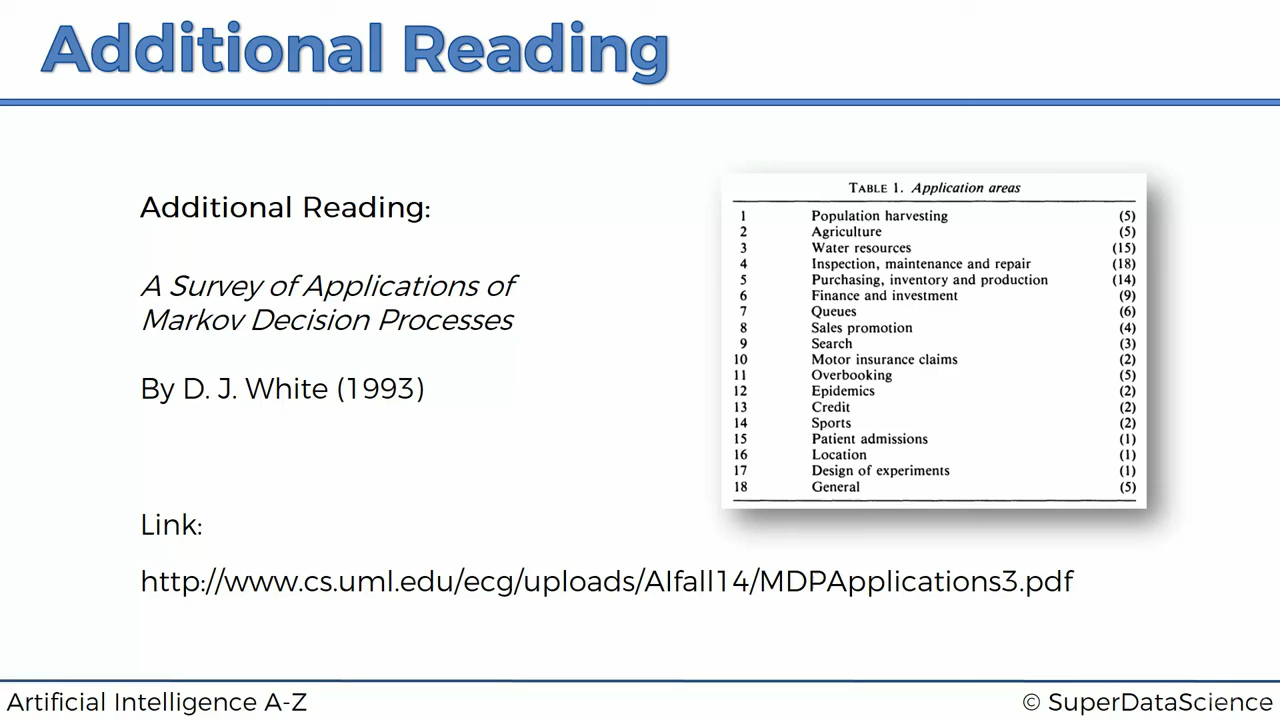 Additional Reading
Additional Reading:
A Survey of Applications of
Markov Decision Processes
By D. J. White (1993)
Link:
http://www.cs.uml.edu/ecg/uploads/AIfall14/MDPApplications3.pdf
TABLE 1. Application areas
1 Population harvesting (5)
2 Agriculture (5)
3 Water resources (15)
4 Inspection, maintenance and repair (18)
5 Purchasing, inventory and production (14)
6 Finance and investment (9)
7 Queues (6)
8 Sales promotion (4)
9 Search (3)
10 Motor insurance claims (2)
11 Overbooking (5)
12 Epidemics (2)
13 Credit (2)
14 Sports (2)
15 Patient admissions (1)
16 Location (1)
17 Design of experiments (1)
18 General (5)
Artificial Intelligence A-Z
© SuperDataScience